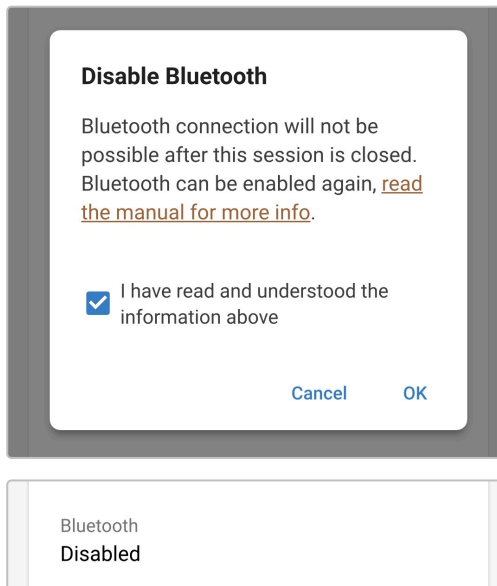 Disable Bluetooth
Bluetooth connection will not be
possible after this session is closed.
Bluetooth can be enabled again, read
the manual for more info.
I have read and understood the
information above
Cancel OK
Bluetooth
Disabled